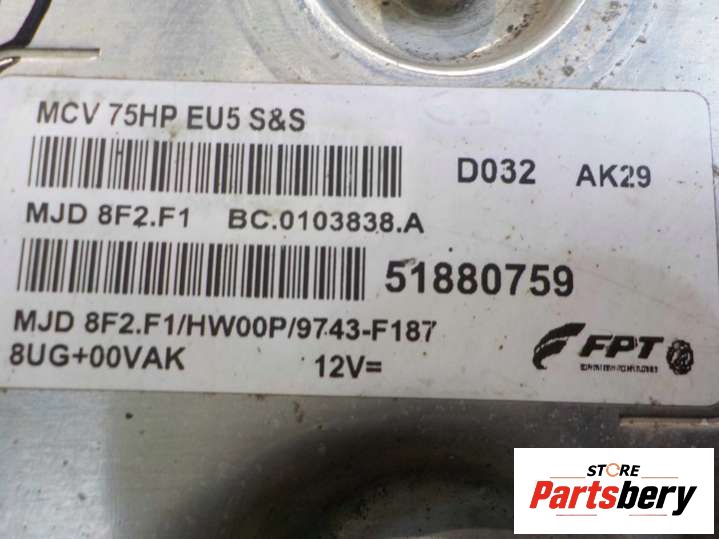 MCV 75HP EU5 S&S
D032 AK29
MJD 8F2.F1 BC.0103838.A
51880759
MJD 8F2.F1/HW00P/9743-F187
8UG+00VAK 12V=
FPT
STORE
Partsbery